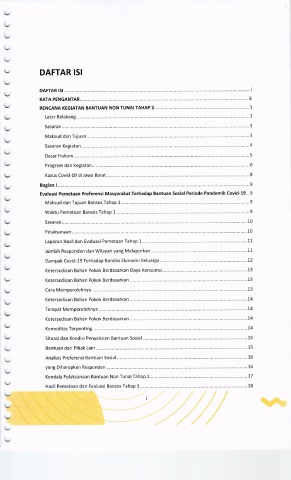 DAFTAR ISI
DAFTAR ISI ... i
KATA PENGANTAR ... iii
RENCANA KEGIATAN BANTUAN NON TUNAI TAHAP 2 ... 1
Latar Belakang ... 1
Sasaran ... 3
Maksud dan Tujuan ... 3
Sasaran Kegiatan ... 4
Dasar Hukum ... 5
Program dan Kegiatan ... 6
Kasus Covid-19 di Jawa Barat ... 8
Bagian I ... 9
Evaluasi Pemetaan Preferensi Masyarakat Terhadap Bantuan Sosial Periode Pandemik Covid-19 .. 9
Maksud dan Tujuan Bansos Tahap 1 ... 9
Waktu Pemetaan Bansos Tahap 1 ... 9
Sasaran ... 10
Pelaksanaan ... 10
Laporan Hasil dan Evaluasi Pemetaan Tahap 1 ... 11
Jumlah Responden dan Wilayah yang Melaporkan ... 11
Dampak Covid-19 Terhadap Kondisi Ekonomi Keluarga ... 12
Ketersediaan Bahan Pokok Berdasarkan Daya Konsumsi ... 13
Ketersediaan Bahan Pokok Berdasarkan ... 13
Cara Memperolehnya ... 13
Ketersediaan Bahan Pokok Berdasarkan ... 14
Tempat Memperolehnya ... 14
Ketersediaan Bahan Pokok Berdasarkan ... 14
Komoditas Terpenting ... 14
Situasi dan Kondisi Penyaluran Bantuan Sosial ... 15
Bantuan dari Pihak Lain ... 15
Analisis Preferensi Bantuan Sosial ... 16
yang Diharapkan Responden ... 16
Kendala Pelaksanaan Bantuan Non Tunai Tahap 1 ... 17
Hasil Pemetaan dan Evaluasi Bansos Tahap 1 ... 18
i